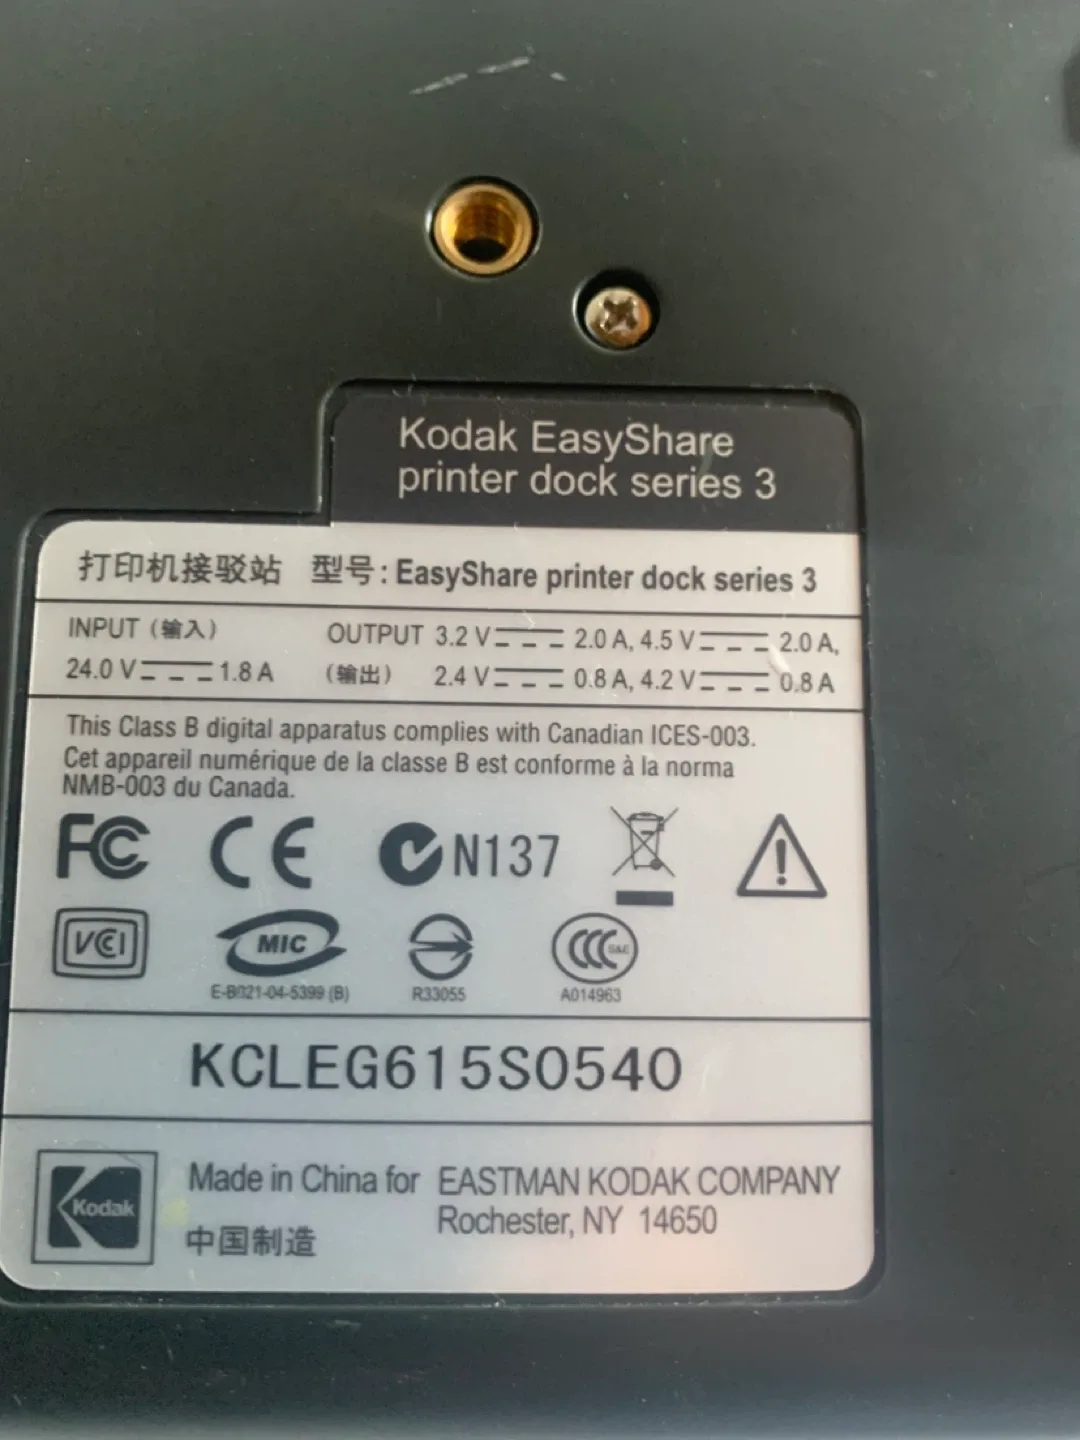 Kodak EasyShare
printer dock series 3
打印机接驳站 型号: EasyShare printer dock series 3
INPUT (输入)
24.0 V 1.8 A
OUTPUT 3.2 V 2.0 A, 4.5 V 2.0 A,
(输出) 2.4 V 0.8 A, 4.2 V 0.8 A
This Class B digital apparatus complies with Canadian ICES-003.
Cet appareil numérique de la classe B est conforme à la norma
NMB-003 du Canada.
FC CE N137
VCI MIC CCC S&E
E-B021-04-5399 (B) R33055 A014963
KCLEG615S0540
Kodak
Made in China for
中国制造
EASTMAN KODAK COMPANY
Rochester, NY 14650